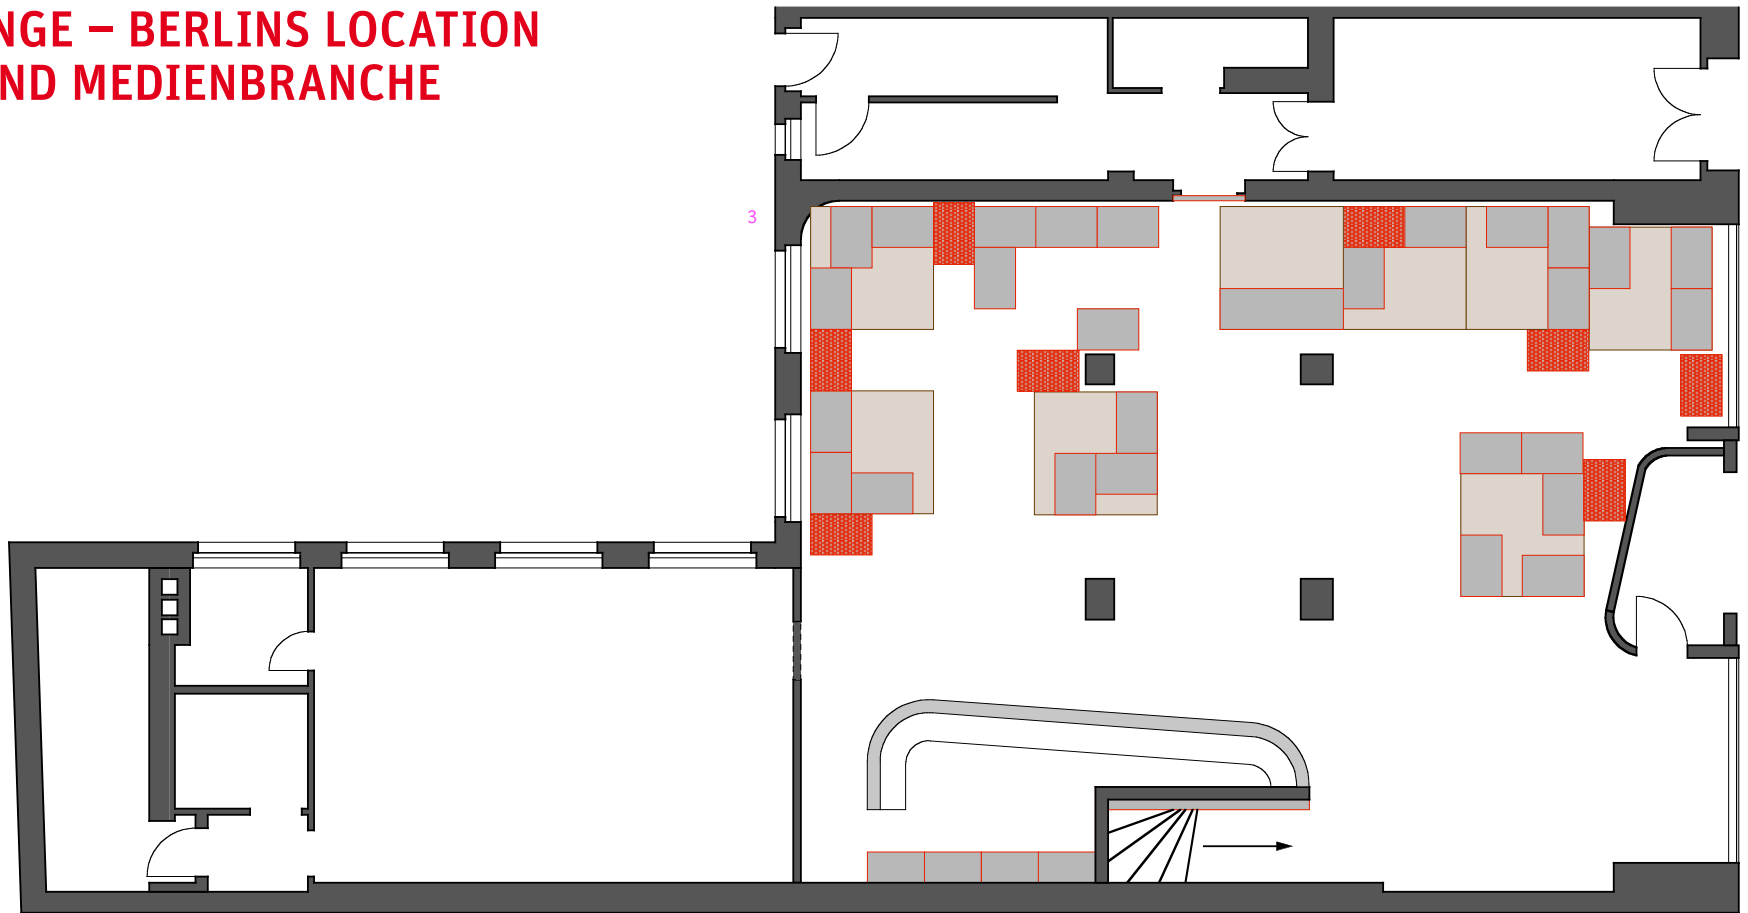 NGE – BERLINS LOCATION
ND MEDIENBRANCHE
3